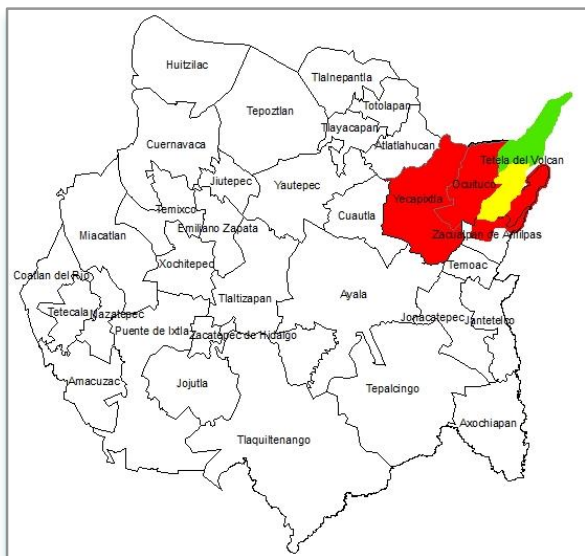 Huitzilac
Tlalnepantla
Tepoztlan
Totolapan
Tlayacapan
Cuernavaca
Atlatlahucan
Tetela del Volcan
Jiutepec
Yautepec
Ocuituco
Yecapixtla
Temixco
Cuautla
Emiliano Zapata
Miacatlan
Zacualpan de Amilpas
Xochitepec
Temoac
Coatlan del Rio
Tlaltizapan
Ayala
Tetecala
Mazatepec
Jonacatepec
Jantetelco
Puente de Ixtla
Zacatepec de Hidalgo
Amacuzac
Jojutla
Tepalcingo
Axochiapan
Tlaquiltenango